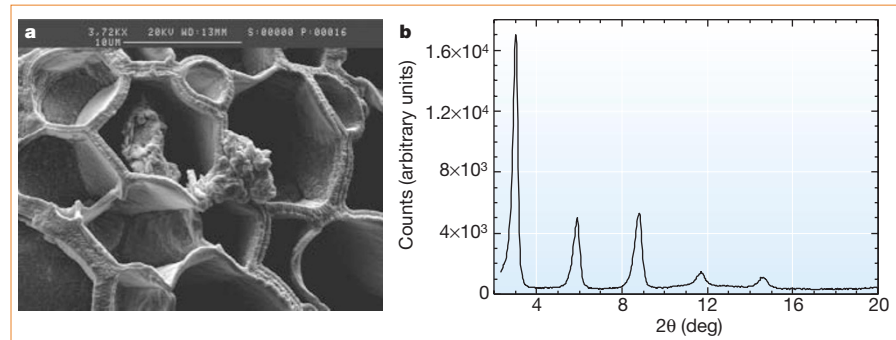 a
3.72KX 20KV WD:13MM S:00000 P:00016
10UM
b
1.6×10⁴
1.2×10⁴
8×10³
4×10³
0
Counts (arbitrary units)
4 8 12 16 20
2θ (deg)